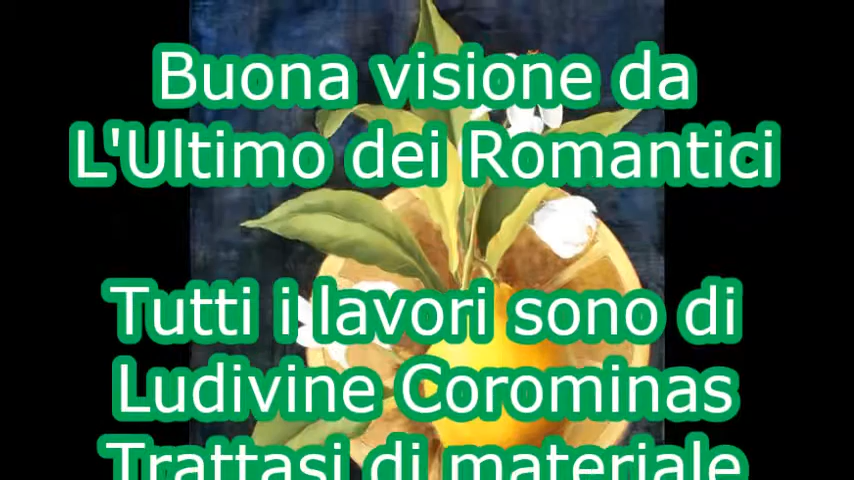 Buona visione da
L'Ultimo dei Romantici
Tutti i lavori sono di
Ludivine Corominas
Trattasi di materiale